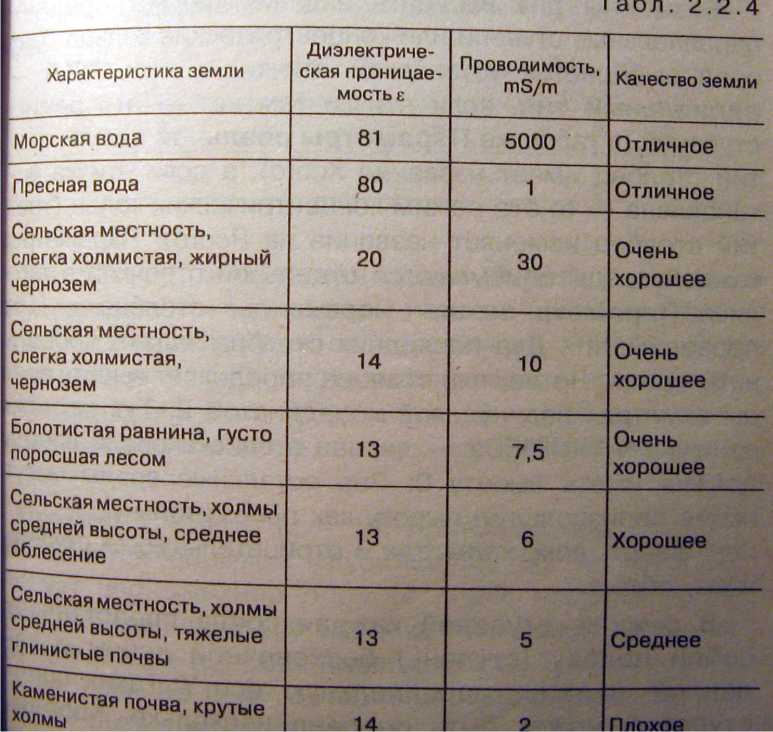 Табл. 2.2.4
Характеристика земли
Диэлектриче-
ская проницае-
мость ε
Проводимость,
mS/m
Качество земли
Морская вода 81 5000 Отличное
Пресная вода 80 1 Отличное
Сельская местность,
слегка холмистая, жирный
чернозем
20 30 Очень
хорошее
Сельская местность,
слегка холмистая,
чернозем
14 10 Очень
хорошее
Болотистая равнина, густо
поросшая лесом
13 7,5 Очень
хорошее
Сельская местность, холмы
средней высоты, среднее
облесение
13 6 Хорошее
Сельская местность, холмы
средней высоты, тяжелые
глинистые почвы
13 5 Среднее
Каменистая почва, крутые
холмы
14 2 Плохое